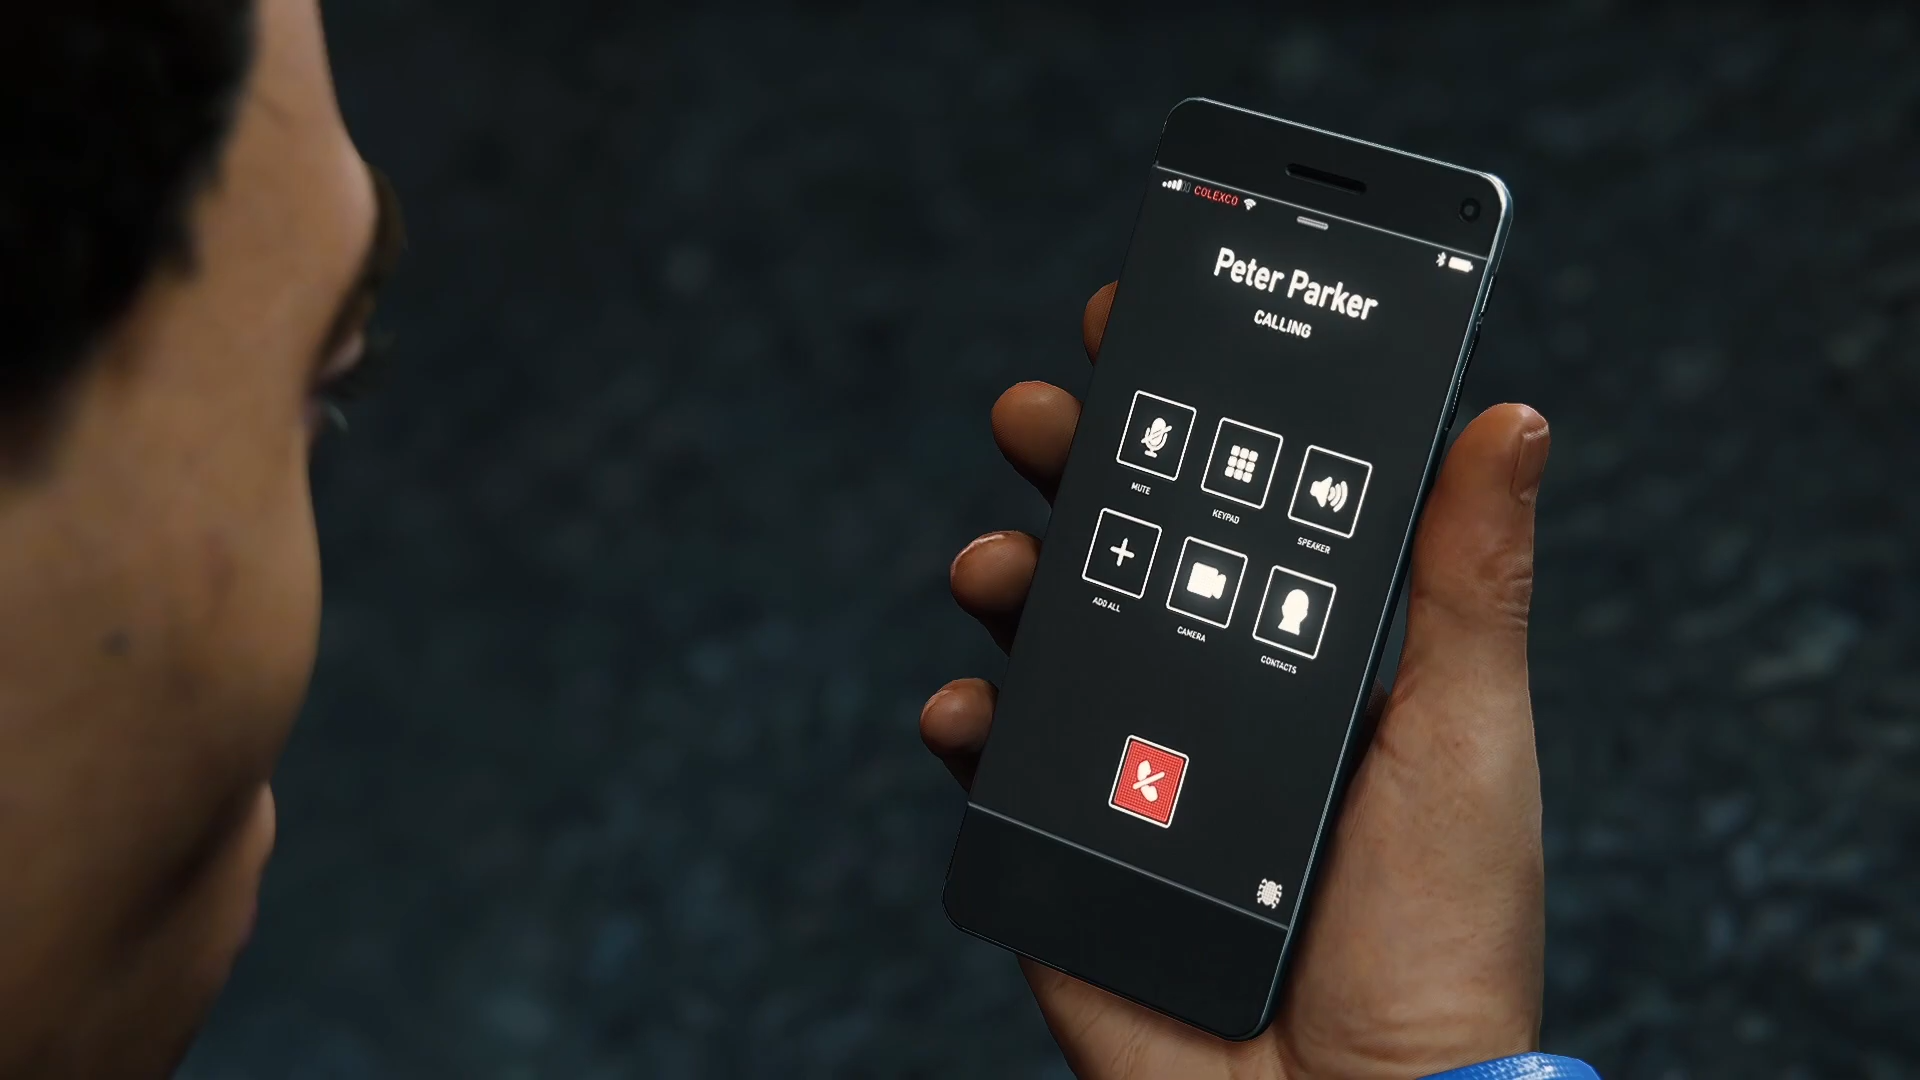 COLEXCO
Peter Parker
CALLING
MUTE
KEYPAD
SPEAKER
ADD ALL
CAMERA
CONTACTS